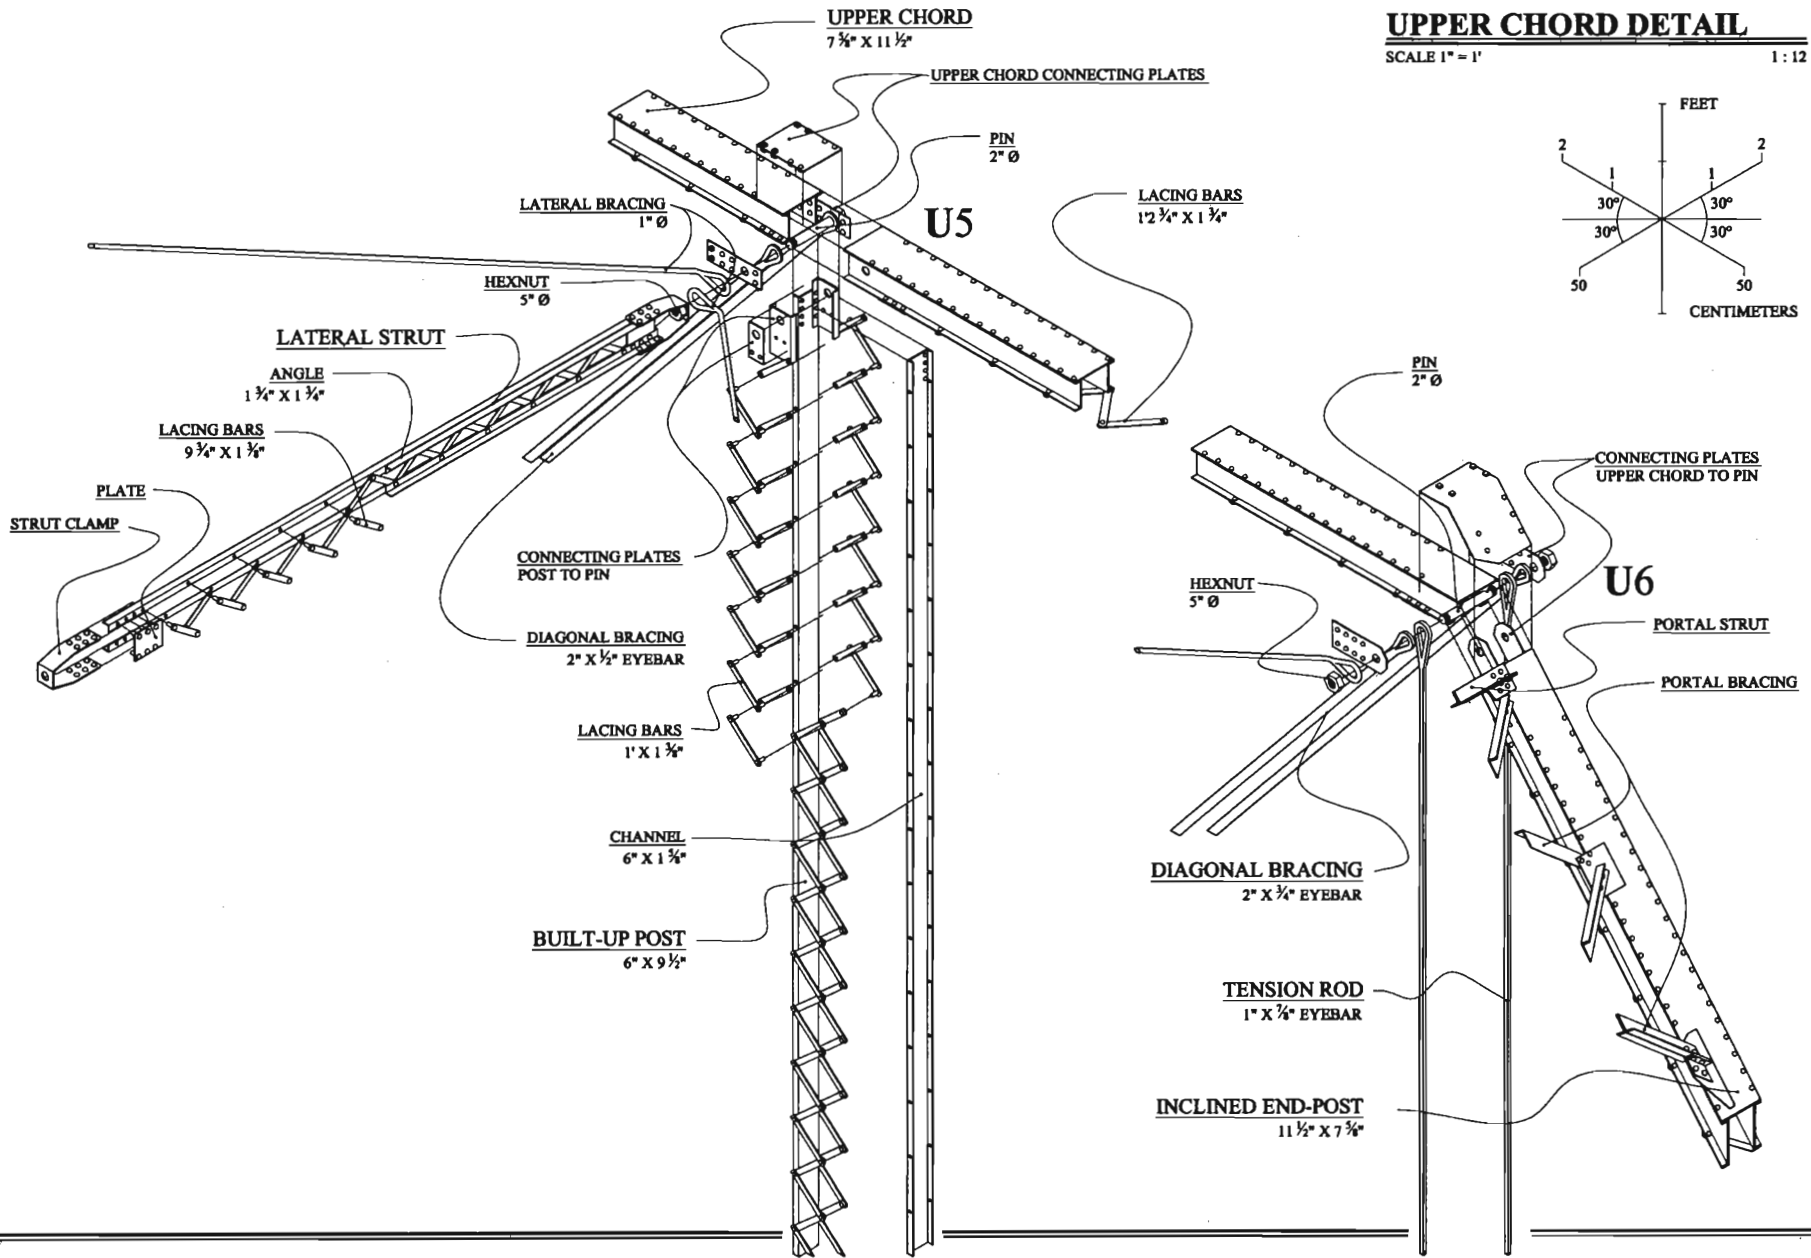 UPPER CHORD DETAIL
SCALE 1" = 1'
1 : 12
FEET
2
2
1
1
30°
30°
30°
30°
50
50
CENTIMETERS
UPPER CHORD
7 ⅝" X 11 ½"
UPPER CHORD CONNECTING PLATES
PIN
2" Ø
LATERAL BRACING
1" Ø
U5
LACING BARS
1'2 ¾" X 1 ¾"
HEXNUT
5" Ø
LATERAL STRUT
ANGLE
1 ¾" X 1 ¾"
LACING BARS
9 ¾" X 1 ⅜"
PLATE
STRUT CLAMP
CONNECTING PLATES
POST TO PIN
DIAGONAL BRACING
2" X ½" EYEBAR
LACING BARS
1' X 1 ⅜"
CHANNEL
6" X 1 ⅝"
BUILT-UP POST
6" X 9 ½"
PIN
2" Ø
CONNECTING PLATES
UPPER CHORD TO PIN
HEXNUT
5" Ø
U6
PORTAL STRUT
PORTAL BRACING
DIAGONAL BRACING
2" X ¾" EYEBAR
TENSION ROD
1" X ⅞" EYEBAR
INCLINED END-POST
11 ½" X 7 ⅝"